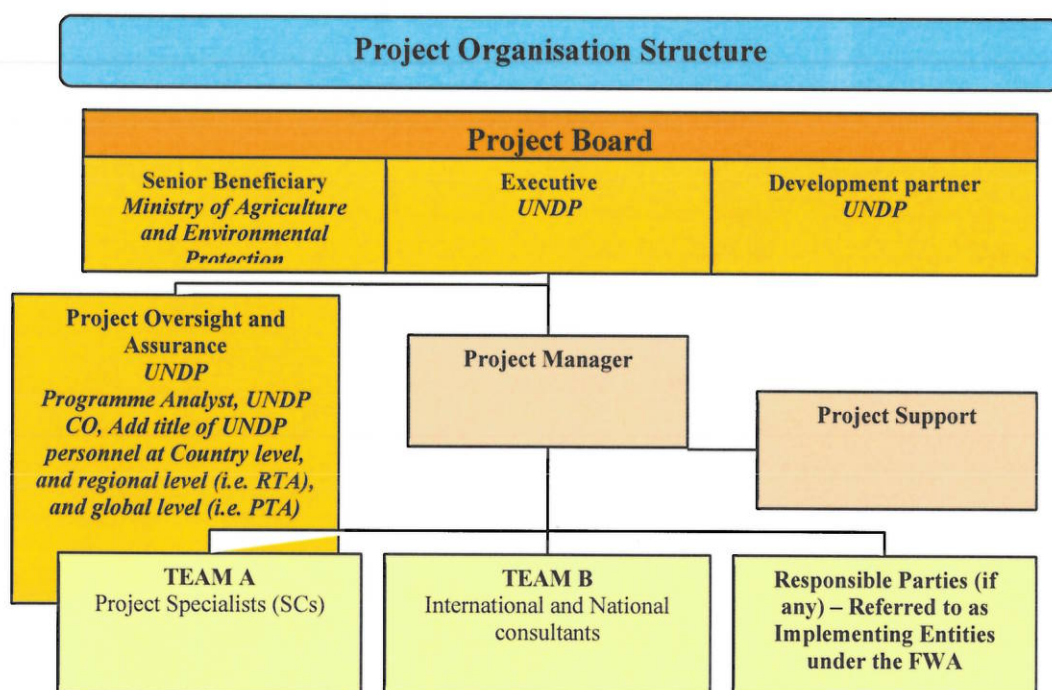 Project Organisation Structure
Project Board
Senior Beneficiary
Ministry of Agriculture
and Environmental
Protection
Executive
UNDP
Development partner
UNDP
Project Oversight and
Assurance
UNDP
Programme Analyst, UNDP
CO, Add title of UNDP
personnel at Country level,
and regional level (i.e. RTA),
and global level (i.e. PTA)
Project Manager
Project Support
TEAM A
Project Specialists (SCs)
TEAM B
International and National
consultants
Responsible Parties (if
any) – Referred to as
Implementing Entities
under the FWA